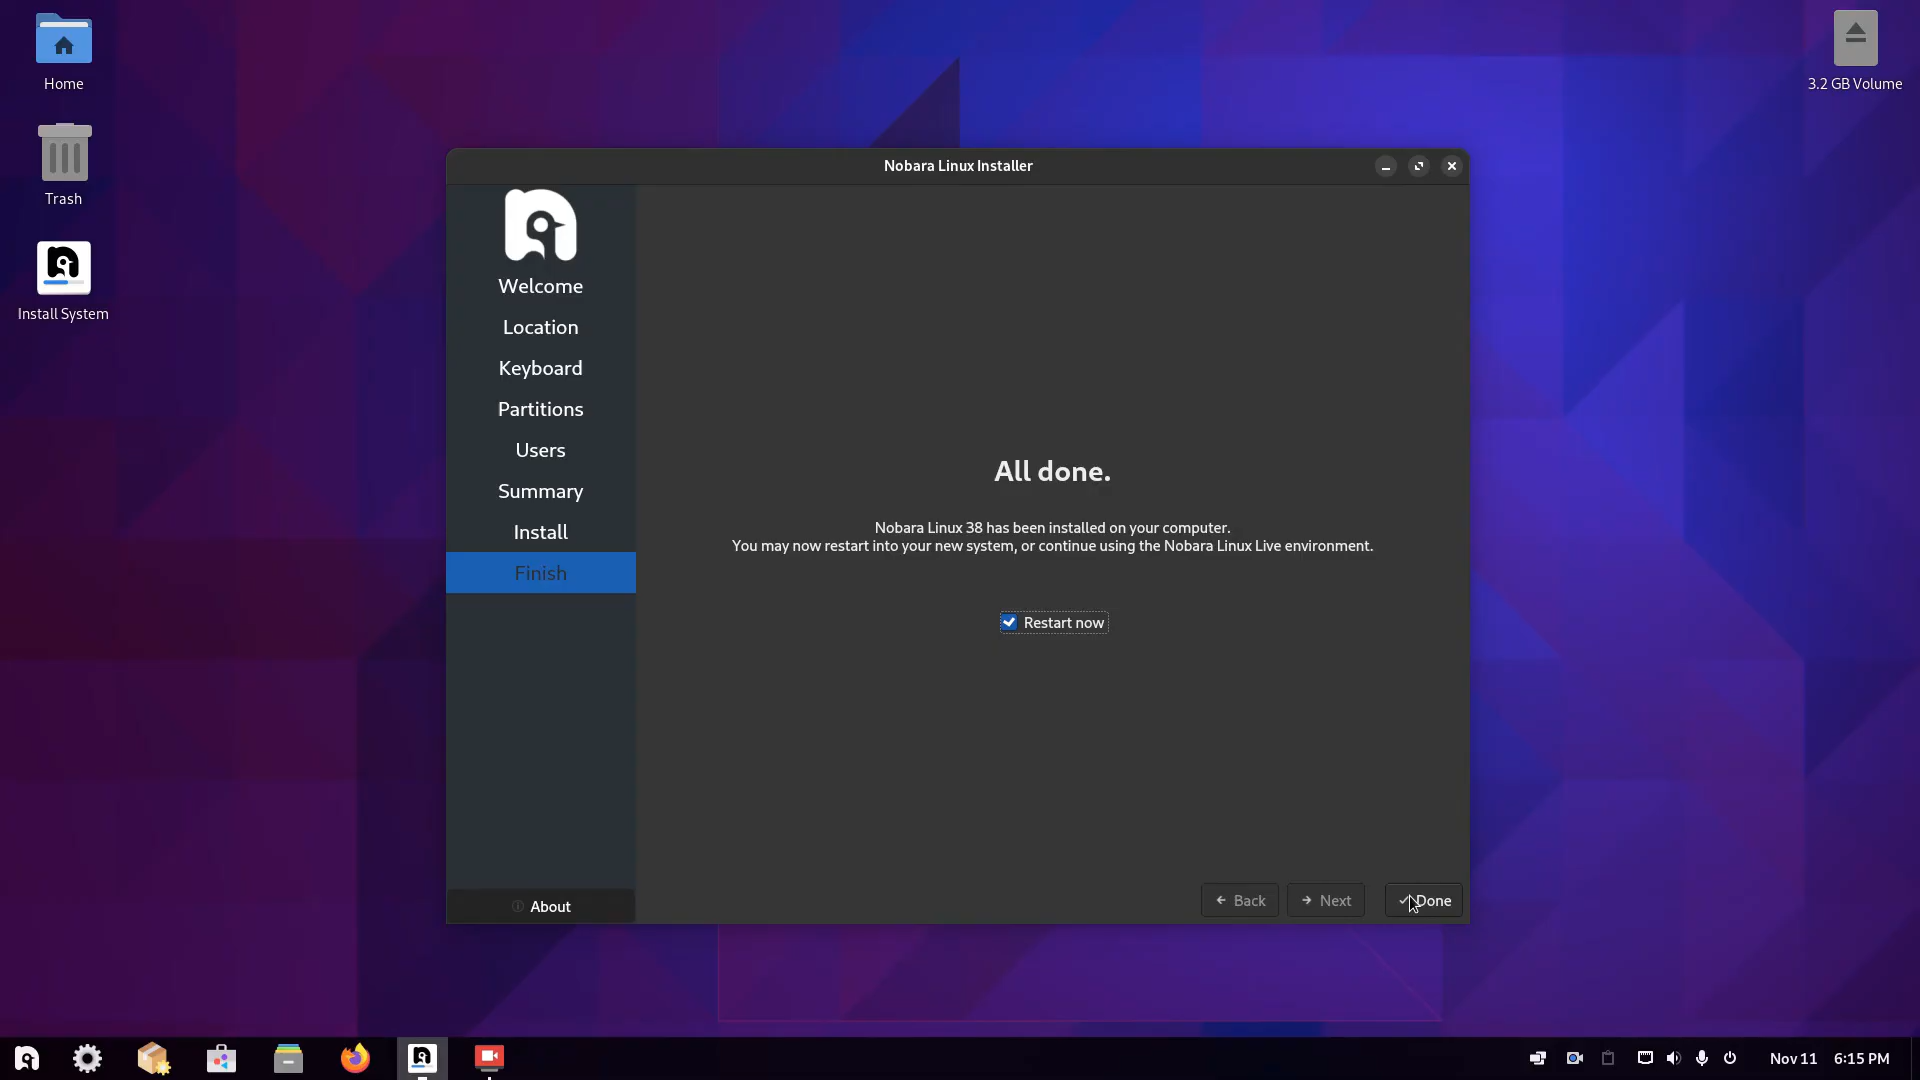 Home
Trash
Install System
3.2 GB Volume
Nobara Linux Installer
Welcome
Location
Keyboard
Partitions
Users
Summary
Install
Finish
About
All done.
Nobara Linux 38 has been installed on your computer.
You may now restart into your new system, or continue using the Nobara Linux Live environment.
Restart now
Back
Next
Done
Nov 11 6:15 PM